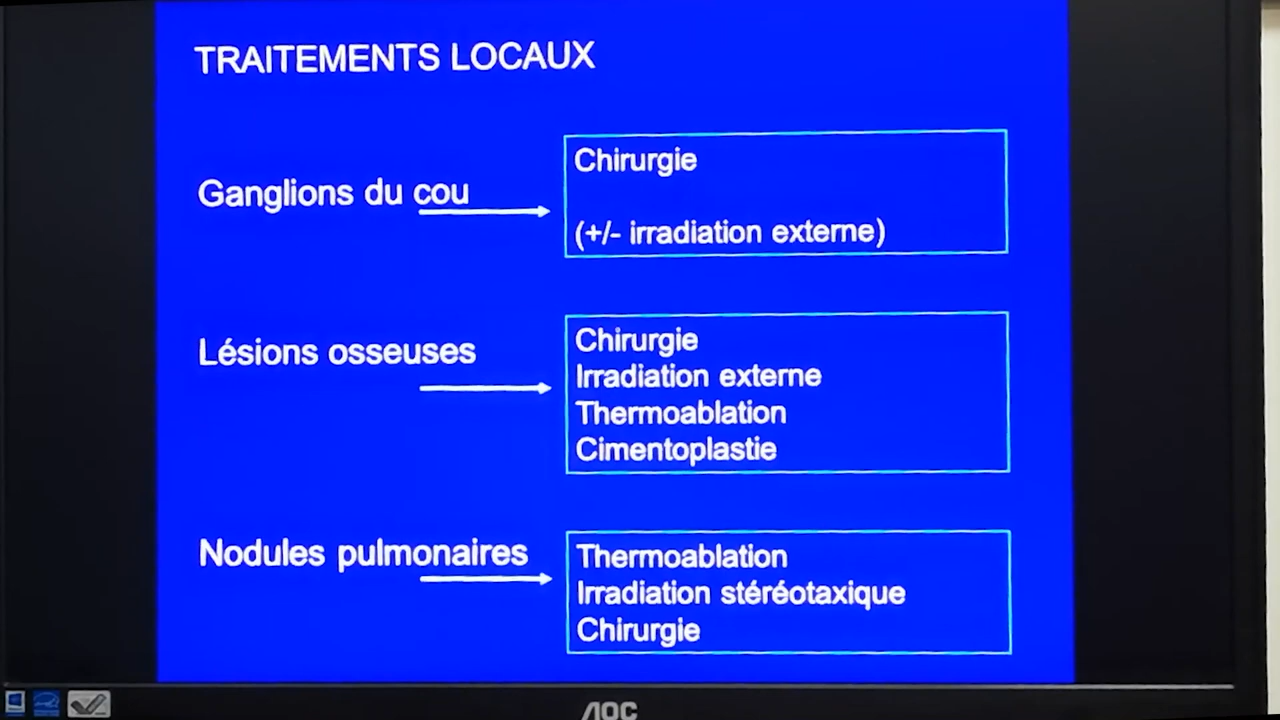 TRAITEMENTS LOCAUX
Ganglions du cou
Chirurgie
(+/- irradiation externe)
Lésions osseuses
Chirurgie
Irradiation externe
Thermoablation
Cimentoplastie
Nodules pulmonaires
Thermoablation
Irradiation stéréotaxique
Chirurgie
AOC